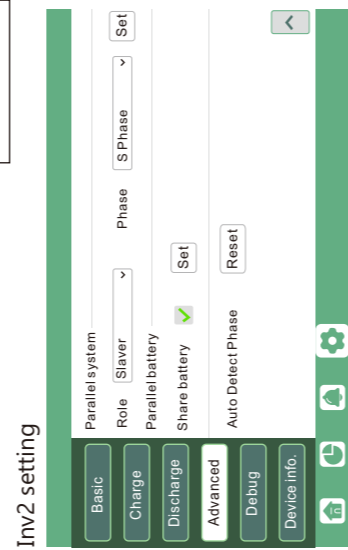 Inv2 setting
Basic
Charge
Discharge
Advanced
Debug
Device info.
Parallel system
Role Slaver Phase S Phase Set
Parallel battery
Share battery Set
Auto Detect Phase Reset